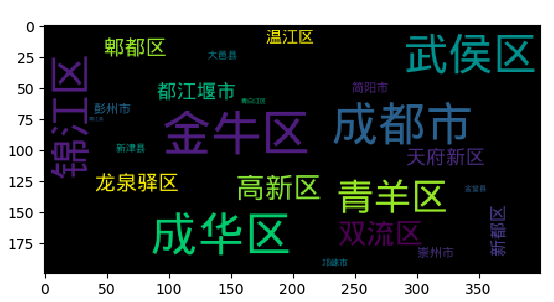 0
25
50
75
100
125
150
175
郫都区
温江区
大邑县
武侯区
锦江区
都江堰市
简阳市
彭州市
金牛区
成都市
新津县
天府新区
龙泉驿区
高新区
青羊区
成华区
双流区
新都区
崇州市
邛崃市
0 50 100 150 200 250 300 350